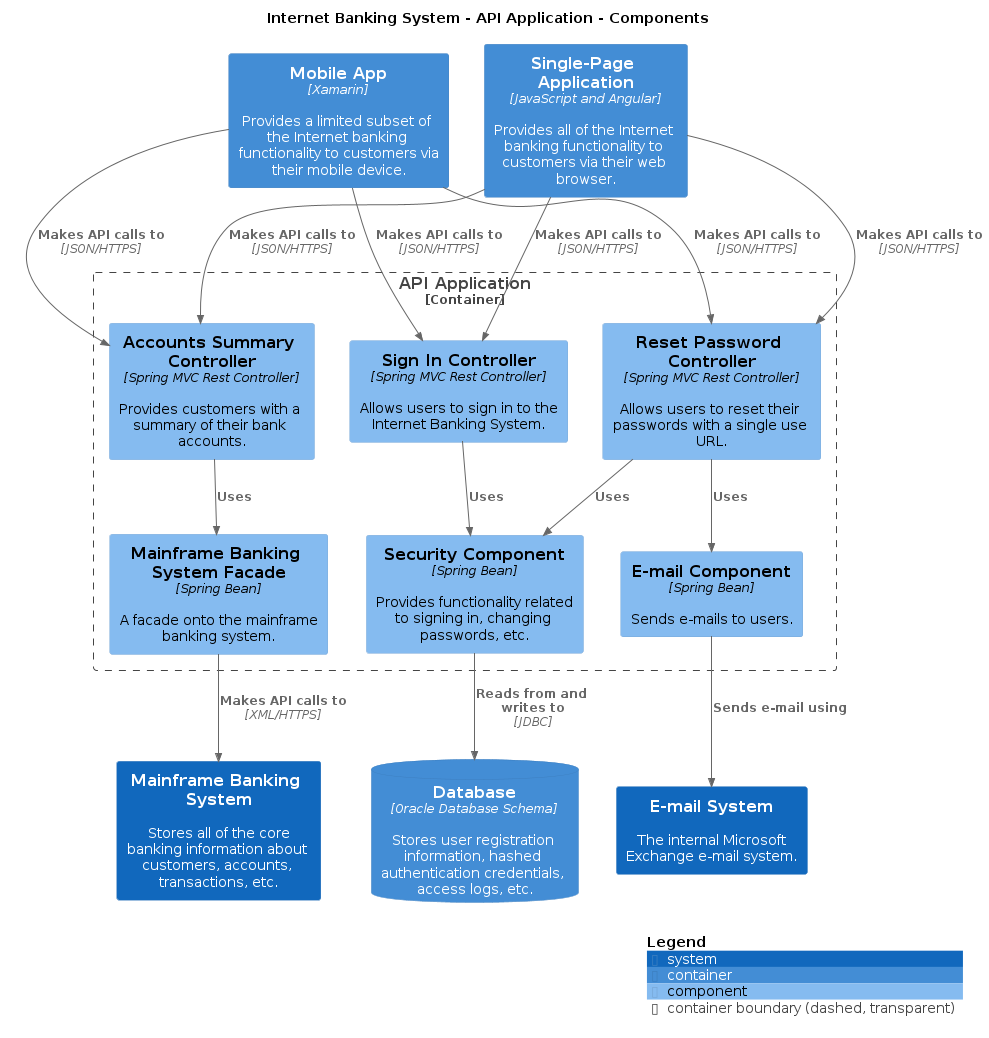 Internet Banking System - API Application - Components
Mobile App
[Xamarin]
Provides a limited subset of
the Internet banking
functionality to customers via
their mobile device.
Single-Page
Application
[JavaScript and Angular]
Provides all of the Internet
banking functionality to
customers via their web
browser.
Makes API calls to
[JSON/HTTPS]
Makes API calls to
[JSON/HTTPS]
Makes API calls to
[JSON/HTTPS]
Makes API calls to
[JSON/HTTPS]
Makes API calls to
[JSON/HTTPS]
Makes API calls to
[JSON/HTTPS]
API Application
[Container]
Accounts Summary
Controller
[Spring MVC Rest Controller]
Provides customers with a
summary of their bank
accounts.
Sign In Controller
[Spring MVC Rest Controller]
Allows users to sign in to the
Internet Banking System.
Reset Password
Controller
[Spring MVC Rest Controller]
Allows users to reset their
passwords with a single use
URL.
Uses
Uses
Uses
Uses
Mainframe Banking
System Facade
[Spring Bean]
A facade onto the mainframe
banking system.
Security Component
[Spring Bean]
Provides functionality related
to signing in, changing
passwords, etc.
E-mail Component
[Spring Bean]
Sends e-mails to users.
Makes API calls to
[XML/HTTPS]
Reads from and
writes to
[JDBC]
Sends e-mail using
Mainframe Banking
System
Stores all of the core
banking information about
customers, accounts,
transactions, etc.
Database
[Oracle Database Schema]
Stores user registration
information, hashed
authentication credentials,
access logs, etc.
E-mail System
The internal Microsoft
Exchange e-mail system.
Legend
system
container
component
container boundary (dashed, transparent)